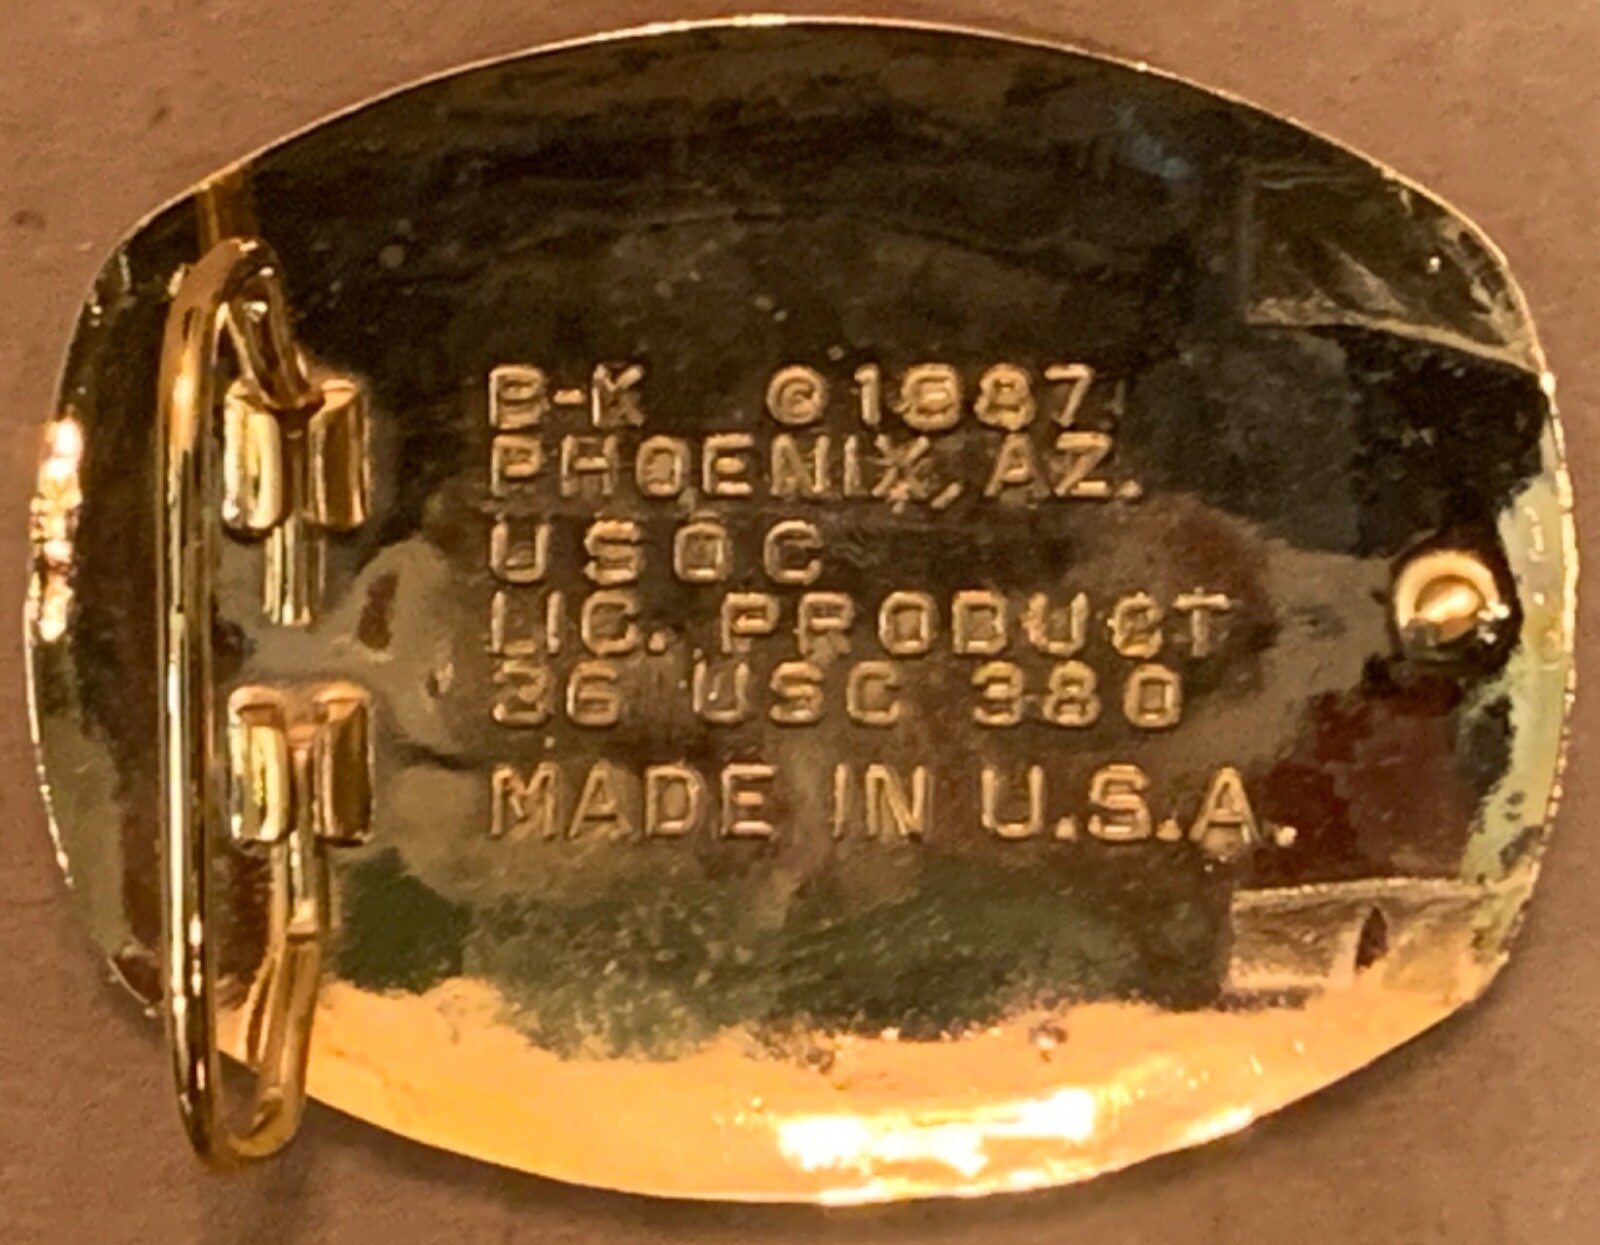 B-K ©1987
PHOENIX, AZ.
USOC
LIC. PRODUCT
36 USC 380
MADE IN U.S.A.